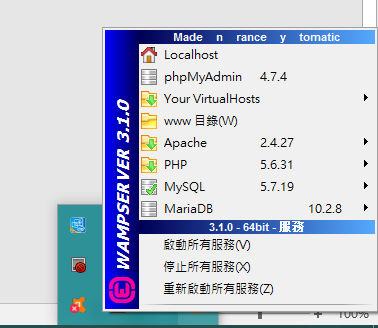 Made n rance y tomatic
Localhost
phpMyAdmin 4.7.4
Your VirtualHosts
www 目錄(W)
Apache 2.4.27
PHP 5.6.31
MySQL 5.7.19
MariaDB 10.2.8
3.1.0 - 64bit - 服務
啟動所有服務(V)
停止所有服務(X)
重新啟動所有服務(Z)
WAMPSERVER 3.1.0
100%